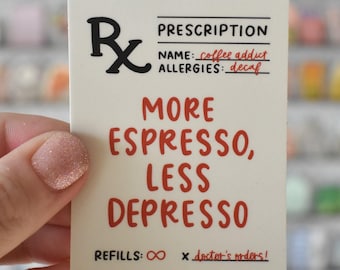 Rx PRESCRIPTION
NAME: coffee addict
ALLERGIES: decaf
MORE
ESPRESSO,
LESS
DEPRESSO
REFILLS: ∞ x doctor's orders!